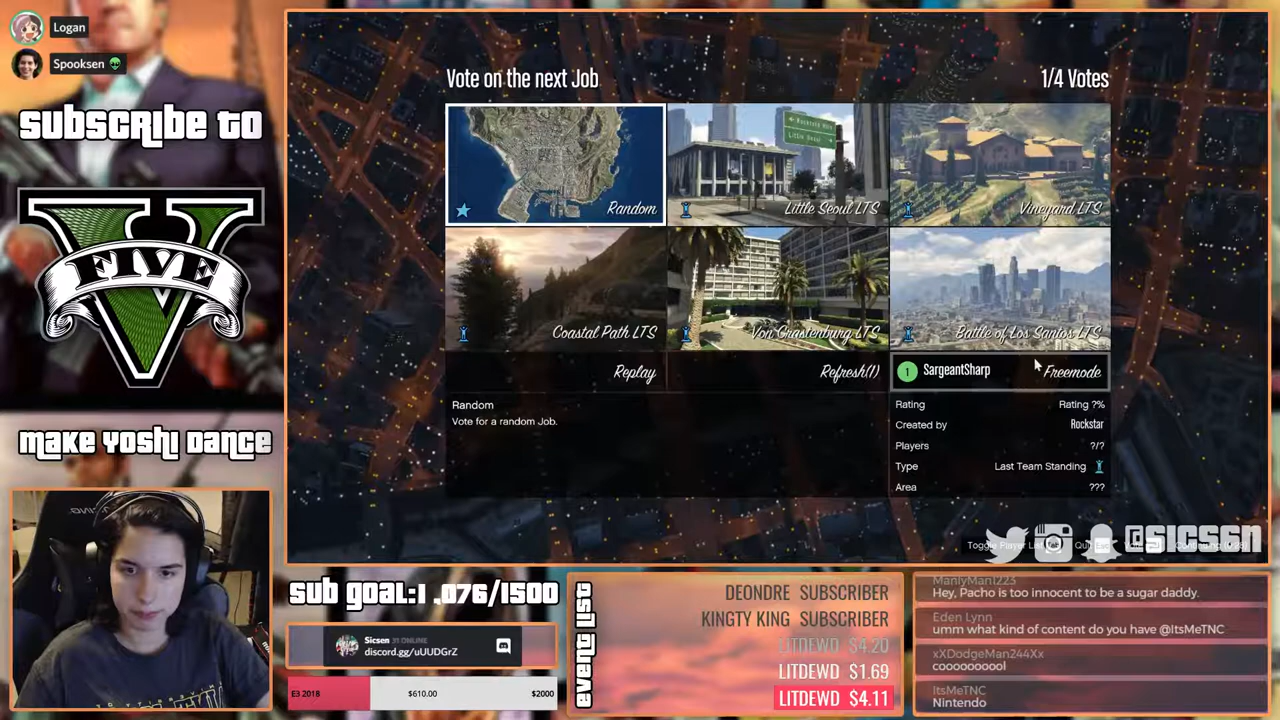 Logan
Spooksen
SUBSCRIBE TO
V
FIVE
MAKE YOSHI DANCE
Vote on the next Job
1/4 Votes
Random
Little Seoul LTS
Vineyard LTS
Coastal Path LTS
Von Crastenburg LTS
Battle of Los Santos LTS
Replay
Refresh(1)
1 SargeantSharp Freemode
Random
Vote for a random Job.
Rating Rating ?%
Created by Rockstar
Players ?/?
Type Last Team Standing
Area ???
@SICSEN
SUB GOAL:1,076/1500
Sicsen 31 ONLINE
discord.gg/uUUDGrZ
E3 2018 $610.00 $2000
EVENT LIST
DEONDRE SUBSCRIBER
KINGTY KING SUBSCRIBER
LITDEWD $4.20
LITDEWD $1.69
LITDEWD $4.11
ManlyMan1223
Hey, Pacho is too innocent to be a sugar daddy.
Eden Lynn
umm what kind of content do you have @ItsMeTNC
xXDodgeMan244Xx
cooooooool
ItsMeTNC
Nintendo